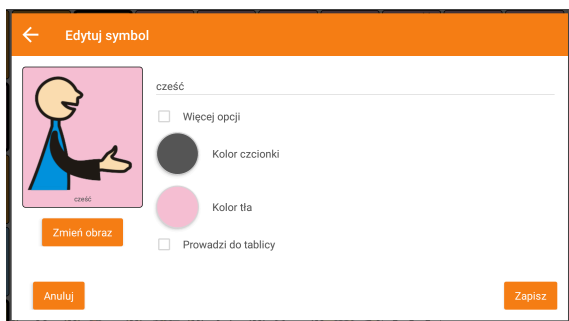 Edytuj symbol
cześć
Więcej opcji
Kolor czcionki
cześć
Kolor tła
Zmień obraz
Prowadzi do tablicy
Anuluj
Zapisz